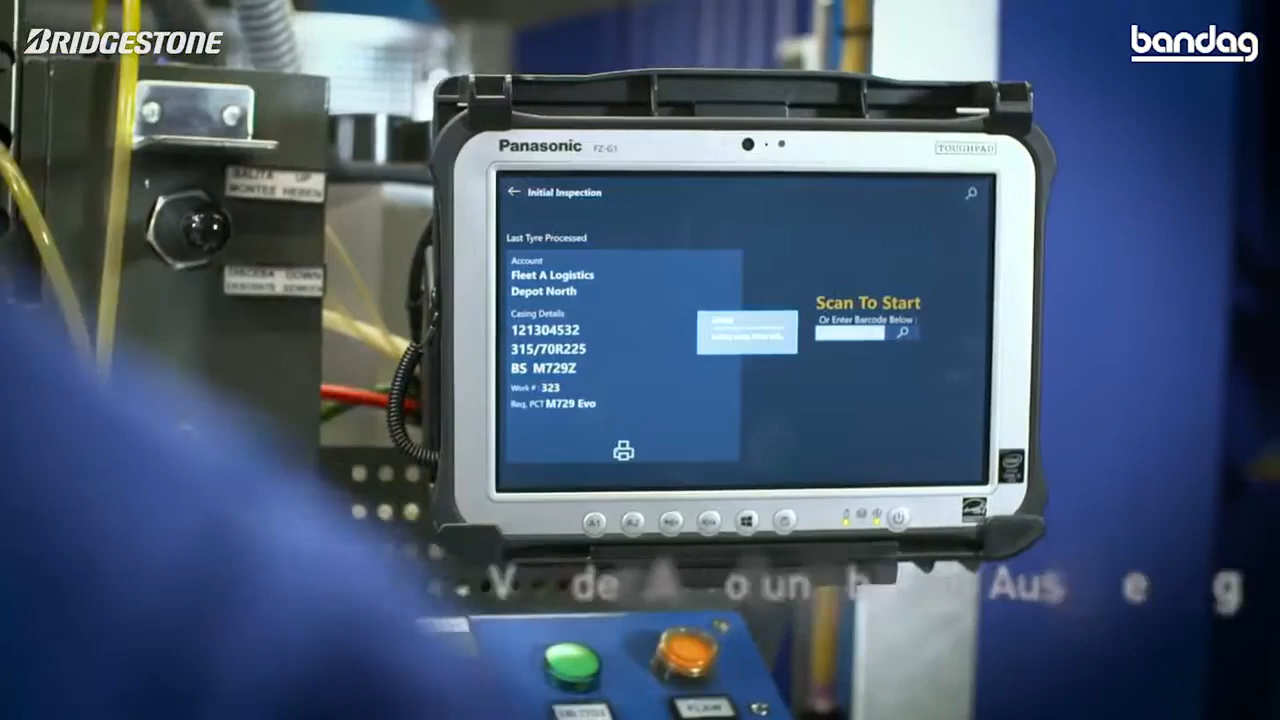 BRIDGESTONE
bandag
Panasonic FZ-G1
TOUGHPAD
SALITA UP
MONTEE HEBEN
Initial Inspection
Last Tyre Processed
Account
Fleet A Logistics
Depot North
Casing Details
121304532
315/70R225
BS M729Z
Work # : 323
Req. PCT M729 Evo
Scan To Start
Or Enter Barcode Below :
DISCESA DOWN
A1 A2